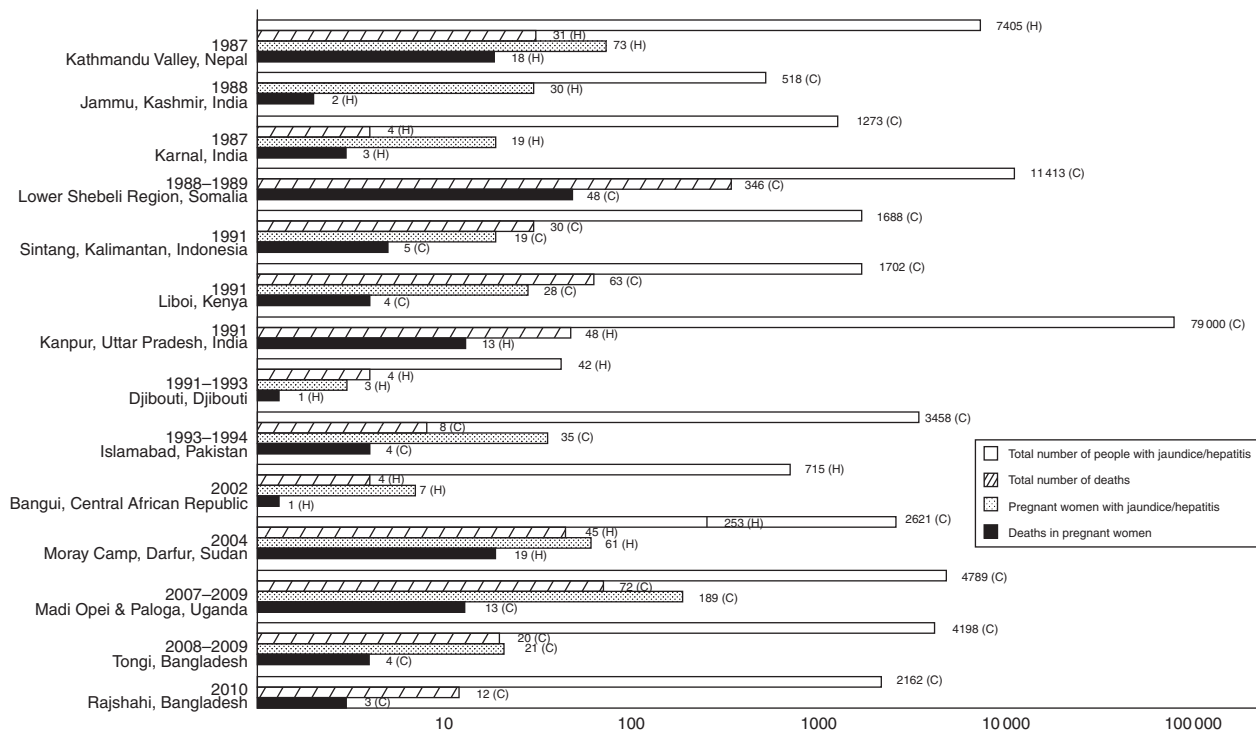 7405 (H)
31 (H)
1987
73 (H)
Kathmandu Valley, Nepal
18 (H)
518 (C)
1988
30 (H)
Jammu, Kashmir, India
2 (H)
1273 (C)
4 (H)
1987
19 (H)
Karnal, India
3 (H)
11 413 (C)
1988–1989
346 (C)
Lower Shebeli Region, Somalia
48 (C)
1688 (C)
30 (C)
1991
19 (C)
Sintang, Kalimantan, Indonesia
5 (C)
1702 (C)
63 (C)
1991
28 (C)
Liboi, Kenya
4 (C)
79 000 (C)
1991
48 (H)
Kanpur, Uttar Pradesh, India
13 (H)
42 (H)
4 (H)
1991–1993
3 (H)
Djibouti, Djibouti
1 (H)
3458 (C)
8 (C)
1993–1994
35 (C)
Islamabad, Pakistan
4 (C)
715 (H)
4 (H)
2002
7 (H)
Bangui, Central African Republic
1 (H)
253 (H)
2621 (C)
45 (H)
2004
61 (H)
Moray Camp, Darfur, Sudan
19 (H)
4789 (C)
72 (C)
2007–2009
189 (C)
Madi Opei & Paloga, Uganda
13 (C)
4198 (C)
20 (C)
2008–2009
21 (C)
Tongi, Bangladesh
4 (C)
2162 (C)
2010
12 (C)
Rajshahi, Bangladesh
3 (C)
Total number of people with jaundice/hepatitis
Total number of deaths
Pregnant women with jaundice/hepatitis
Deaths in pregnant women
10
100
1000
10 000
100 000